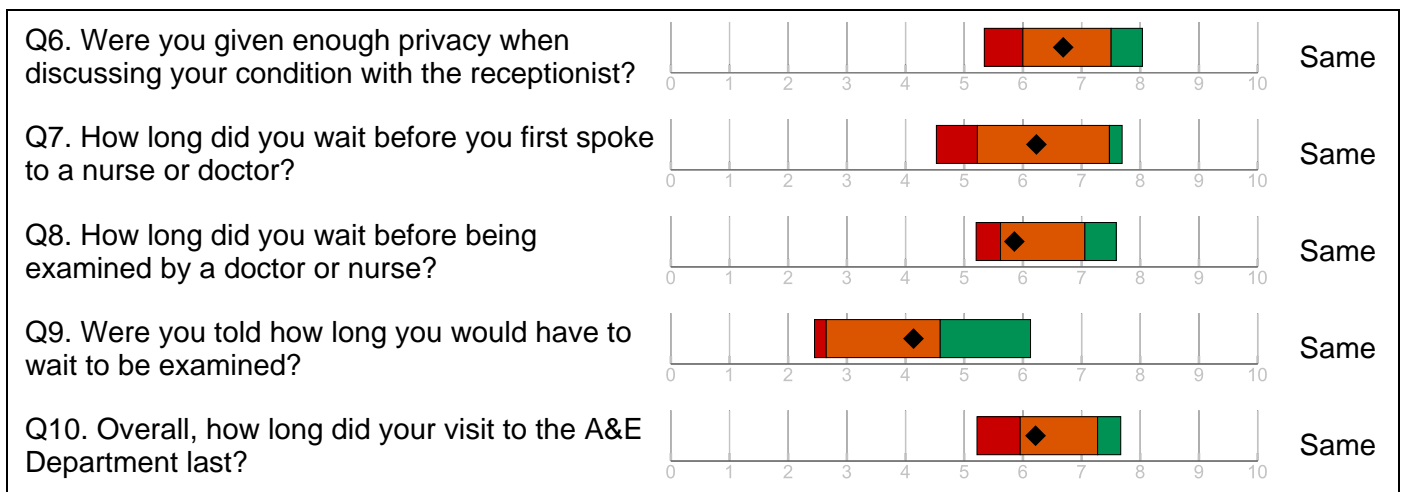 Q6. Were you given enough privacy when
discussing your condition with the receptionist?
0 1 2 3 4 5 6 7 8 9 10
Same
Q7. How long did you wait before you first spoke
to a nurse or doctor?
0 1 2 3 4 5 6 7 8 9 10
Same
Q8. How long did you wait before being
examined by a doctor or nurse?
0 1 2 3 4 5 6 7 8 9 10
Same
Q9. Were you told how long you would have to
wait to be examined?
0 1 2 3 4 5 6 7 8 9 10
Same
Q10. Overall, how long did your visit to the A&E
Department last?
0 1 2 3 4 5 6 7 8 9 10
Same